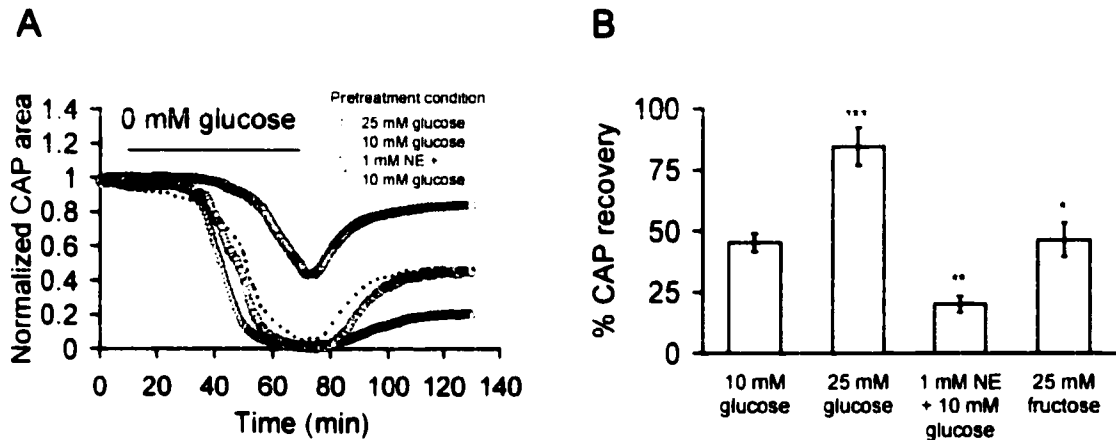 A
Normalized CAP area
1.4
1.2
1
0.8
0.6
0.4
0.2
0
0 mM glucose
Pretreatment condition
25 mM glucose
10 mM glucose
1 mM NE +
10 mM glucose
0 20 40 60 80 100 120 140
Time (min)
B
% CAP recovery
100
75
50
25
0
***
**
*
10 mM
glucose
25 mM
glucose
1 mM NE
+ 10 mM
glucose
25 mM
fructose